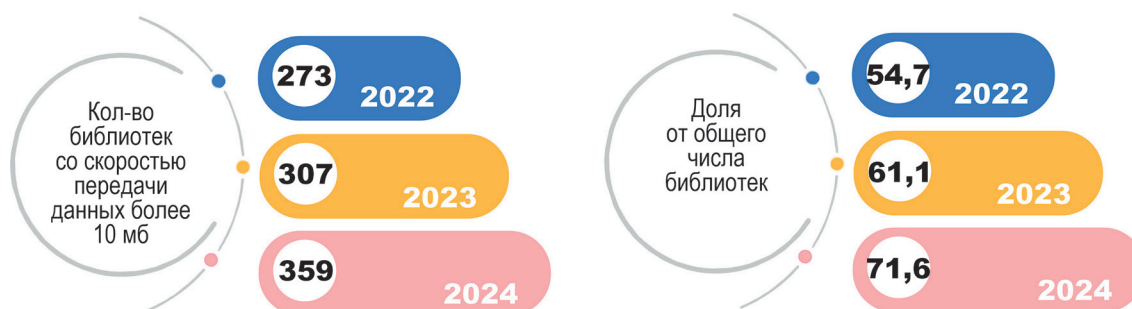 Кол-во
библиотек
со скоростью
передачи
данных более
10 мб
273
2022
307
2023
359
2024
Доля
от общего
числа
библиотек
54,7
2022
61,1
2023
71,6
2024